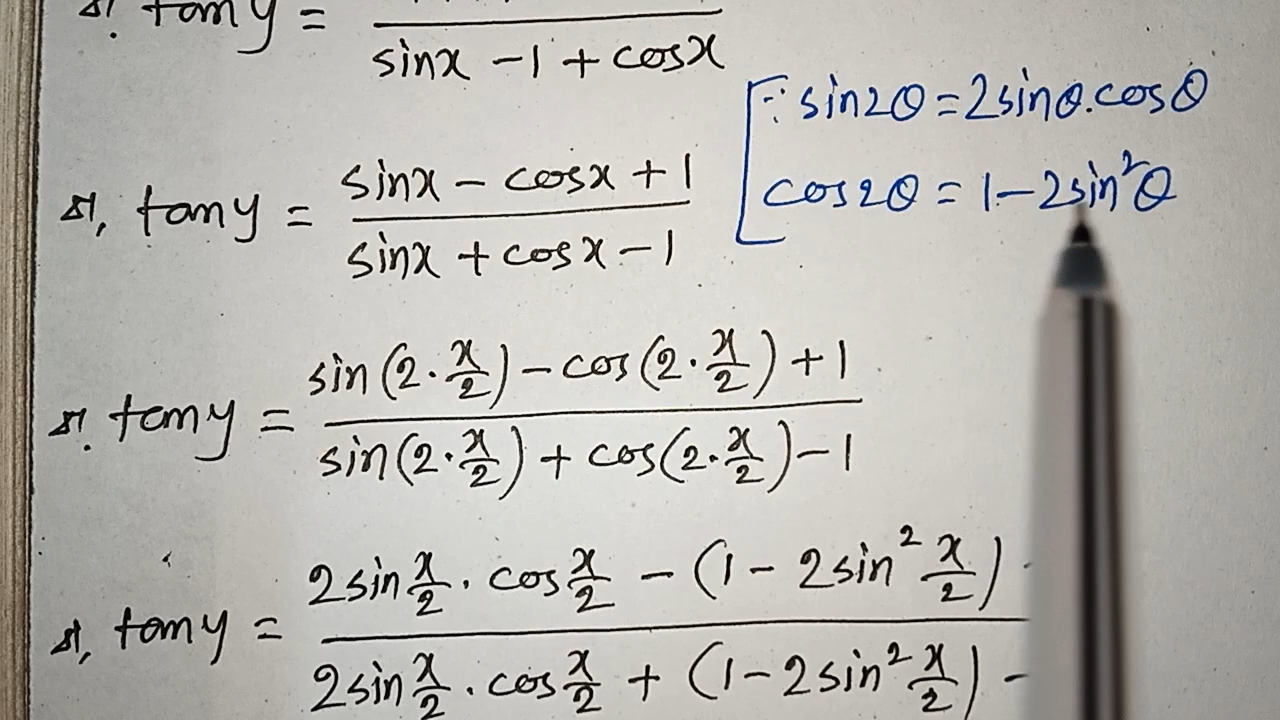 tany = 
sinx - 1 + cosx
[∵ sin2θ = 2sinθ.cosθ
cos2θ = 1 - 2sin²θ
वा, tany = (sinx - cosx + 1)/(sinx + cosx - 1)
वा, tany = (sin(2·x/2) - cos(2·x/2) + 1)/(sin(2·x/2) + cos(2·x/2) - 1)
वा, tany = (2sin x/2 · cos x/2 - (1 - 2sin² x/2)/(2sin x/2 · cos x/2 + (1 - 2sin² x/2) -